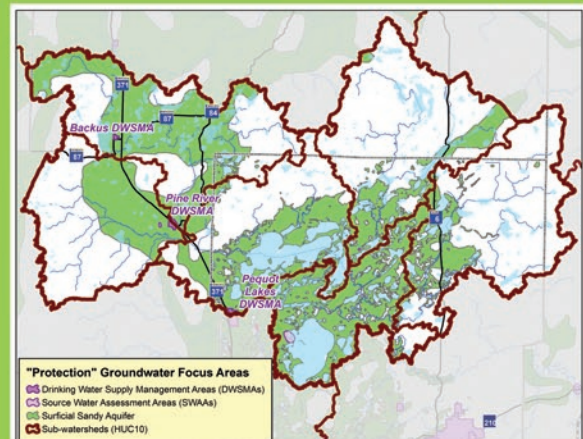 371
84
87
Backus DWSMA
87
Pine River
DWSMA
6
Pequot
Lakes
DWSMA
371
"Protection" Groundwater Focus Areas
Drinking Water Supply Management Areas (DWSMAs)
Source Water Assessment Areas (SWAAs)
Surficial Sandy Aquifer
Sub-watersheds (HUC10)
210